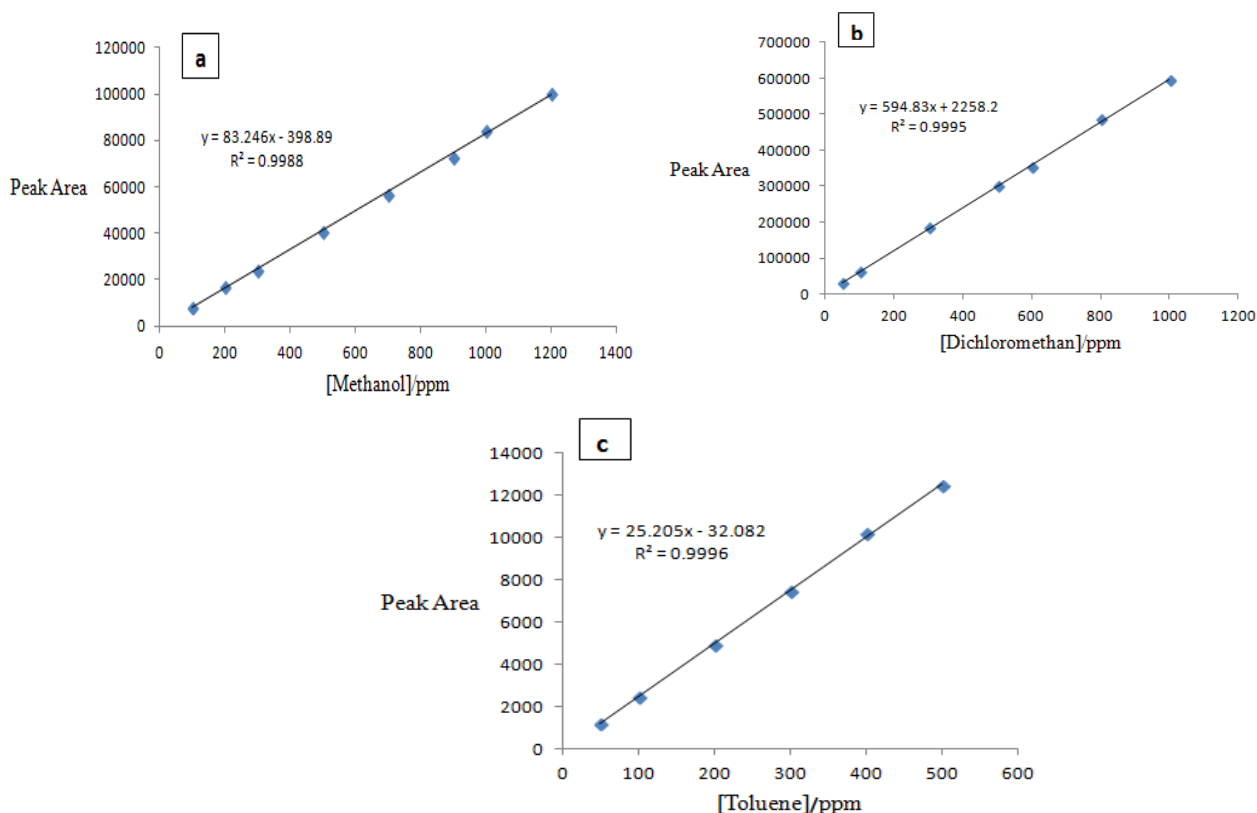 a
120000
100000
80000
60000
40000
20000
0
y = 83.246x - 398.89
R² = 0.9988
Peak Area
0 200 400 600 800 1000 1200 1400
[Methanol]/ppm
b
700000
600000
500000
400000
300000
200000
100000
0
y = 594.83x + 2258.2
R² = 0.9995
Peak Area
0 200 400 600 800 1000 1200
[Dichloromethan]/ppm
c
14000
12000
10000
8000
6000
4000
2000
0
y = 25.205x - 32.082
R² = 0.9996
Peak Area
0 100 200 300 400 500 600
[Toluene]/ppm